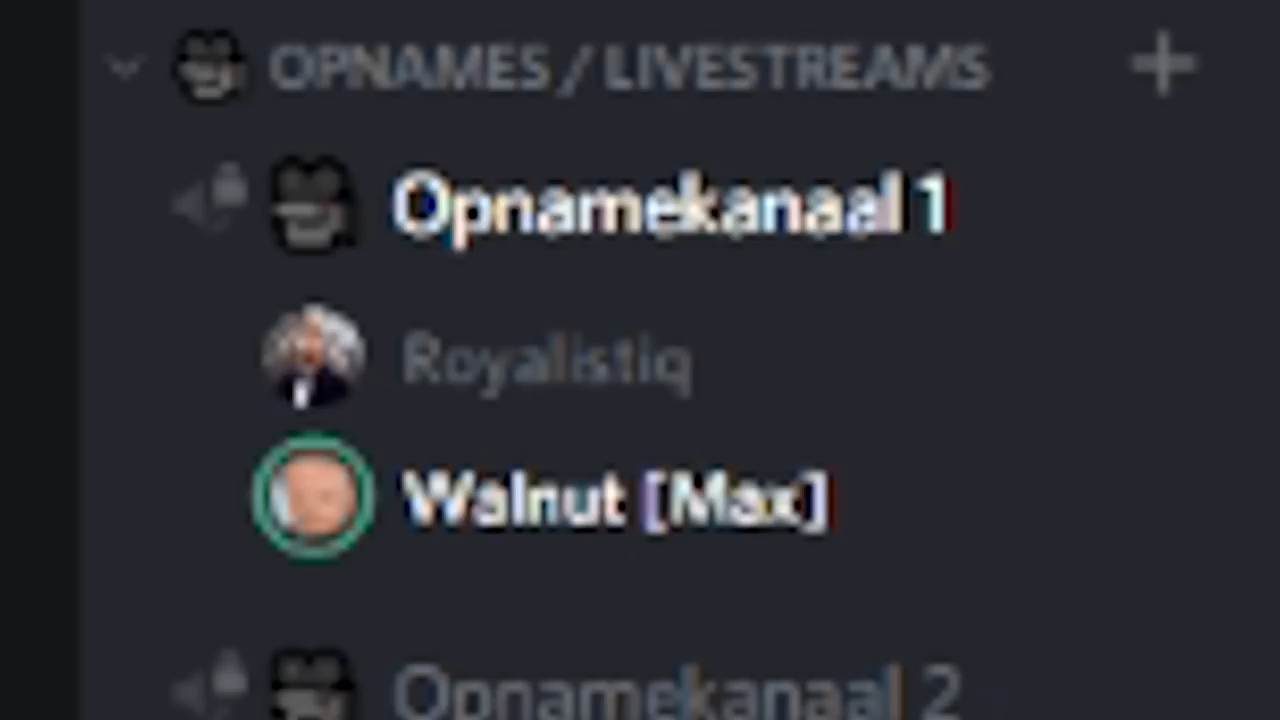 OPNAMES / LIVESTREAMS
Opnamekanaal 1
Royalistiq
Walnut [Max]
Opnamekanaal 2